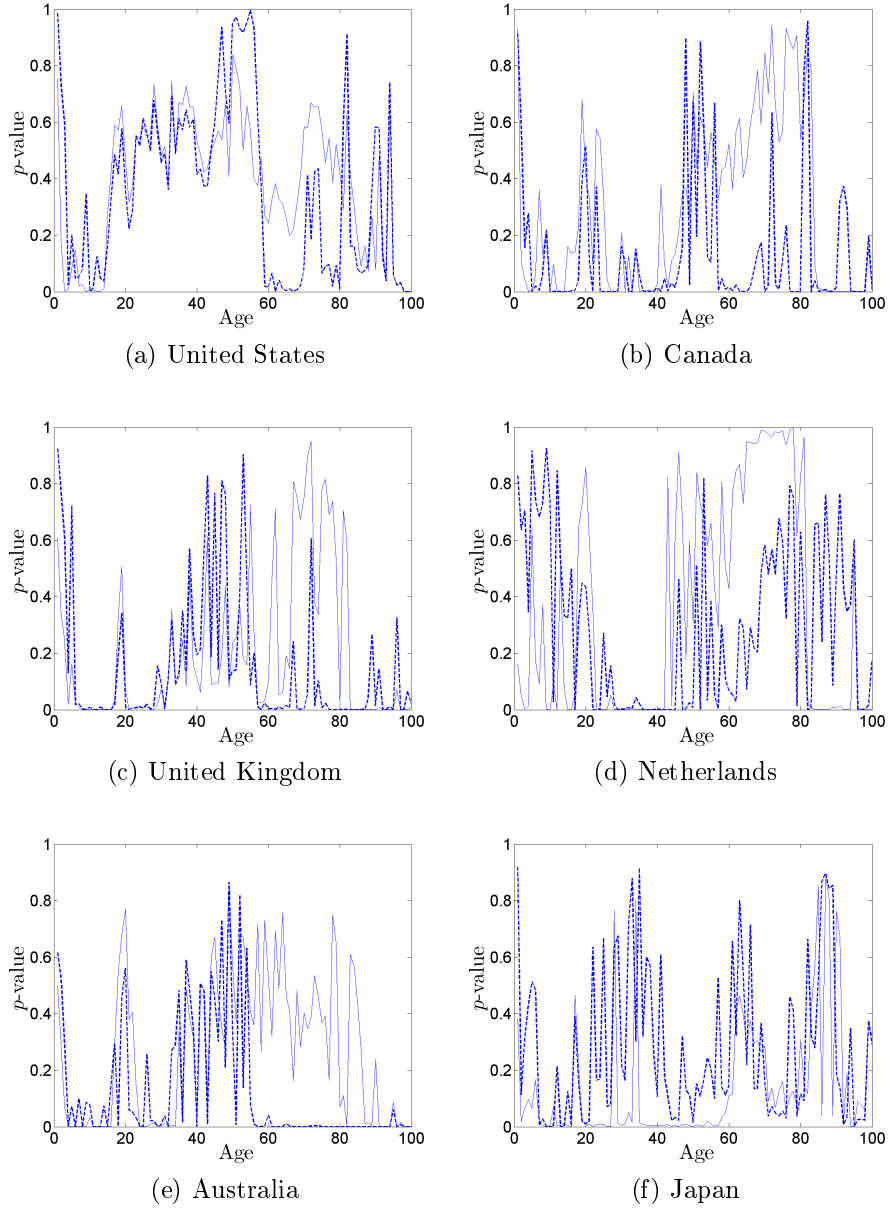 1
0.8
0.6
0.4
0.2
0
p-value
0 20 40 60 80 100
Age
(a) United States
1
0.8
0.6
0.4
0.2
0
p-value
0 20 40 60 80 100
Age
(b) Canada
1
0.8
0.6
0.4
0.2
0
p-value
0 20 40 60 80 100
Age
(c) United Kingdom
1
0.8
0.6
0.4
0.2
0
p-value
0 20 40 60 80 100
Age
(d) Netherlands
1
0.8
0.6
0.4
0.2
0
p-value
0 20 40 60 80 100
Age
(e) Australia
1
0.8
0.6
0.4
0.2
0
p-value
0 20 40 60 80 100
Age
(f) Japan